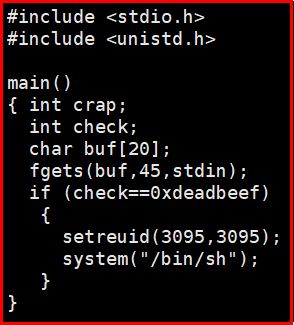 #include <stdio.h>
#include <unistd.h>

main()
{ int crap;
  int check;
  char buf[20];
  fgets(buf,45,stdin);
  if (check==0xdeadbeef)
   {
     setreuid(3095,3095);
     system("/bin/sh");
   }
}